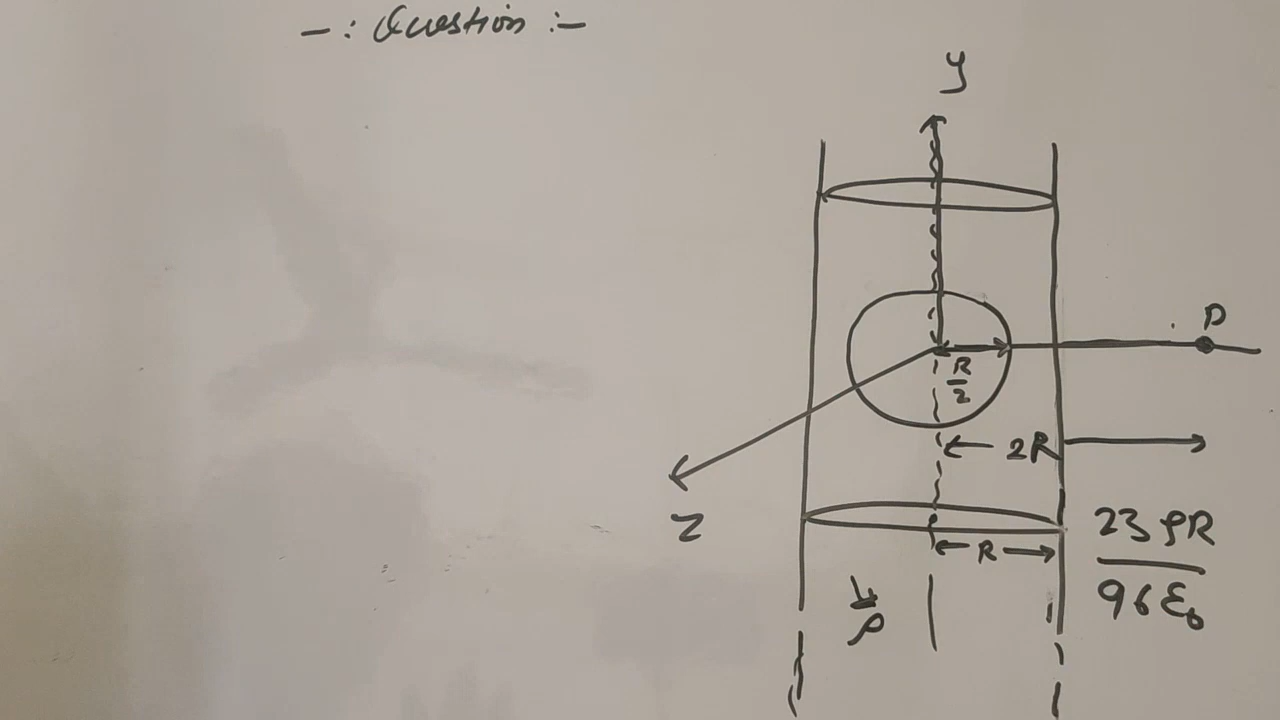 -: Question :-
y
P
R
2
2R
Z
R
23 ρR
96 ε0
+ρ